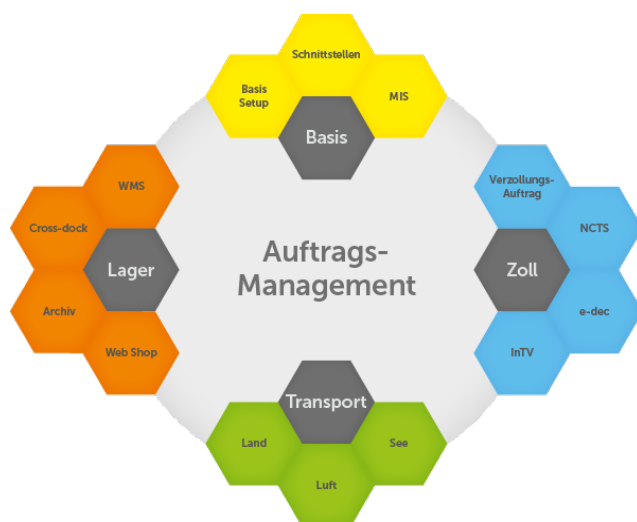 Schnittstellen
Basis
Setup
MIS
Basis
WMS
Cross-dock
Lager
Archiv
Web Shop
Auftrags-
Management
Verzollungs-
Auftrag
NCTS
Zoll
e-dec
InTV
Transport
Land
See
Luft